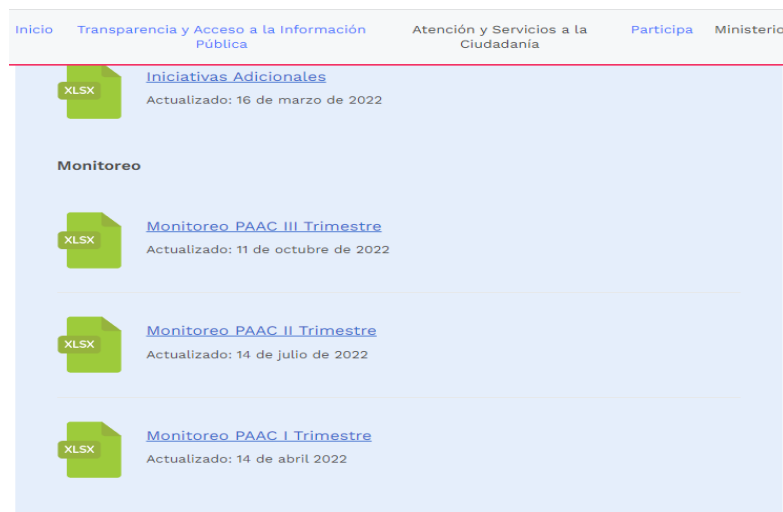 Inicio Transparencia y Acceso a la Información Pública Atención y Servicios a la Ciudadanía Participa Ministerio
Iniciativas Adicionales
XLSX
Actualizado: 16 de marzo de 2022
Monitoreo
Monitoreo PAAC III Trimestre
XLSX
Actualizado: 11 de octubre de 2022
Monitoreo PAAC II Trimestre
XLSX
Actualizado: 14 de julio de 2022
Monitoreo PAAC I Trimestre
XLSX
Actualizado: 14 de abril 2022